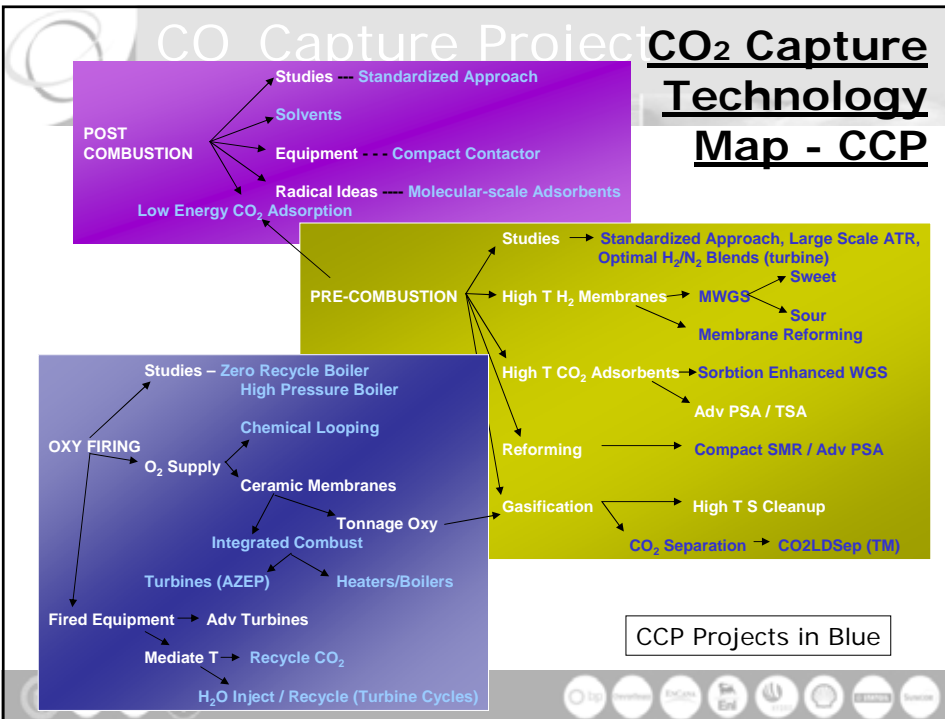 CO Capture Project
CO2 Capture
Technology
Map - CCP
Studies --- Standardized Approach
Solvents
POST
COMBUSTION
Equipment - - - Compact Contactor
Radical Ideas ---- Molecular-scale Adsorbents
Low Energy CO2 Adsorption
Studies Standardized Approach, Large Scale ATR,
Optimal H2/N2 Blends (turbine)
Sweet
PRE-COMBUSTION High T H2 Membranes MWGS
Sour
Membrane Reforming
High T CO2 Adsorbents Sorbtion Enhanced WGS
Adv PSA / TSA
Reforming Compact SMR / Adv PSA
Gasification High T S Cleanup
CO2 Separation CO2LDSep (TM)
Studies – Zero Recycle Boiler
High Pressure Boiler
Chemical Looping
OXY FIRING
O2 Supply
Ceramic Membranes
Tonnage Oxy
Integrated Combust
Turbines (AZEP) Heaters/Boilers
Fired Equipment Adv Turbines
Mediate T Recycle CO2
H2O Inject / Recycle (Turbine Cycles)
CCP Projects in Blue
bp
EnCana
Eni